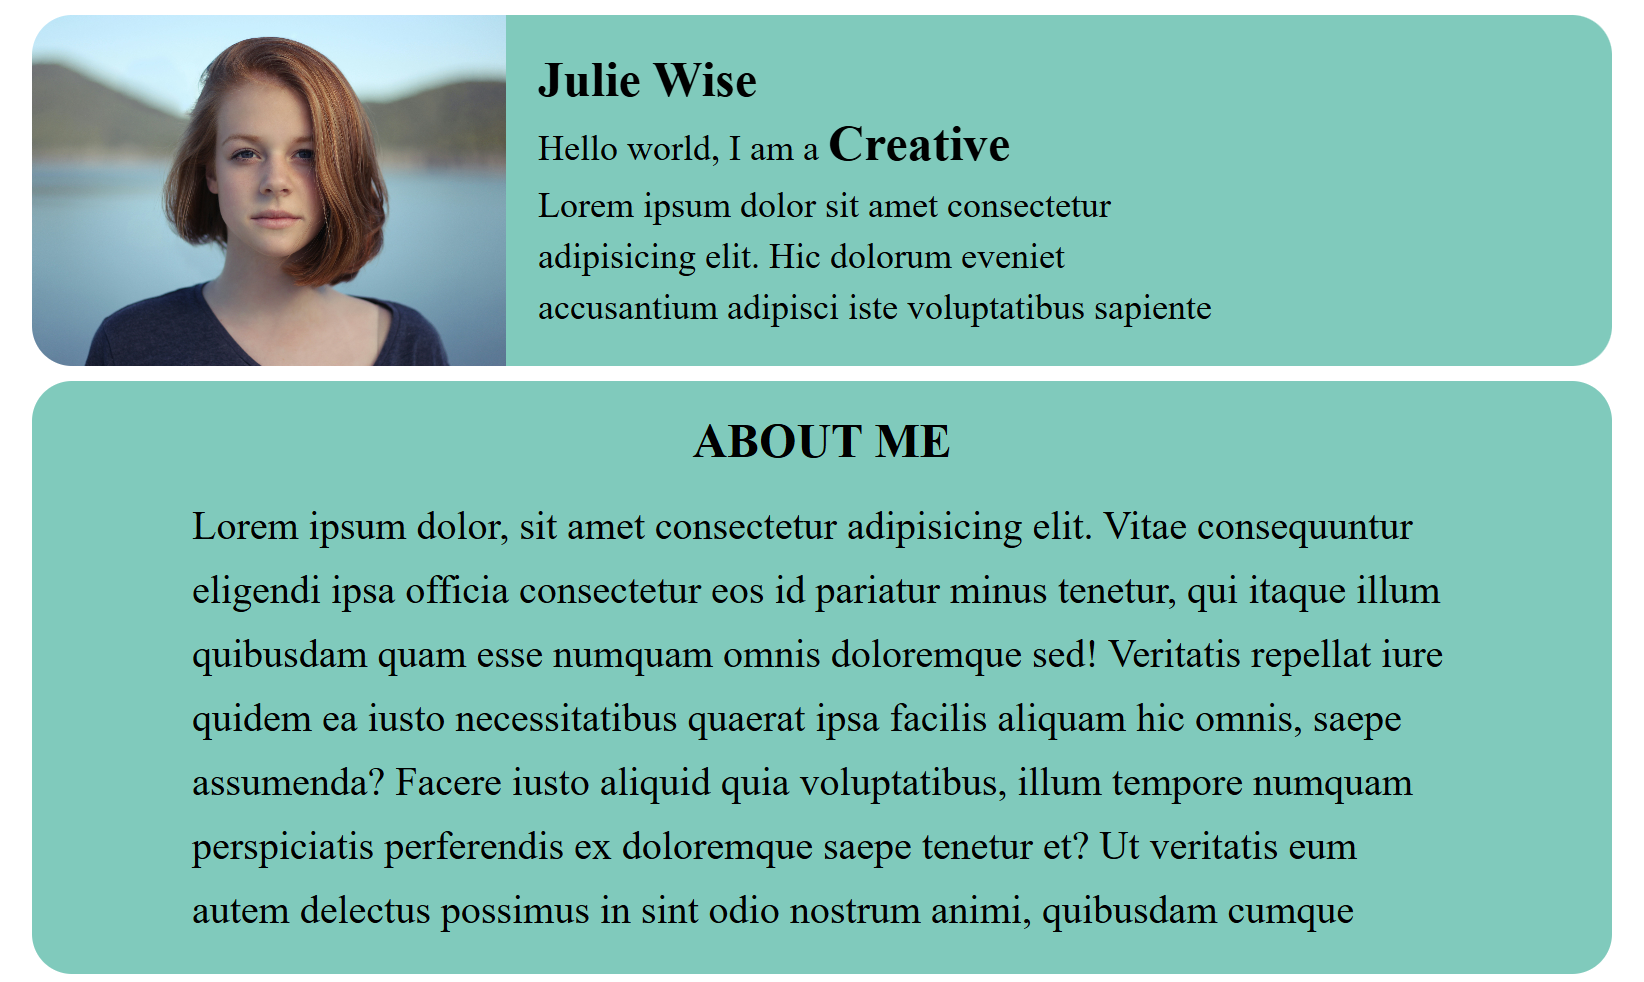 Julie Wise
Hello world, I am a Creative
Lorem ipsum dolor sit amet consectetur
adipisicing elit. Hic dolorum eveniet
accusantium adipisci iste voluptatibus sapiente
ABOUT ME
Lorem ipsum dolor, sit amet consectetur adipisicing elit. Vitae consequuntur
eligendi ipsa officia consectetur eos id pariatur minus tenetur, qui itaque illum
quibusdam quam esse numquam omnis doloremque sed! Veritatis repellat iure
quidem ea iusto necessitatibus quaerat ipsa facilis aliquam hic omnis, saepe
assumenda? Facere iusto aliquid quia voluptatibus, illum tempore numquam
perspiciatis perferendis ex doloremque saepe tenetur et? Ut veritatis eum
autem delectus possimus in sint odio nostrum animi, quibusdam cumque